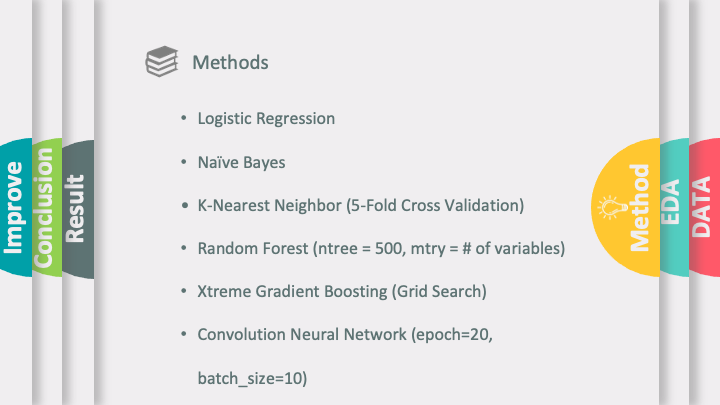 Methods
• Logistic Regression
• Naïve Bayes
• K-Nearest Neighbor (5-Fold Cross Validation)
• Random Forest (ntree = 500, mtry = # of variables)
• Xtreme Gradient Boosting (Grid Search)
• Convolution Neural Network (epoch=20,
batch_size=10)
Improve
Conclusion
Result
Method
EDA
DATA